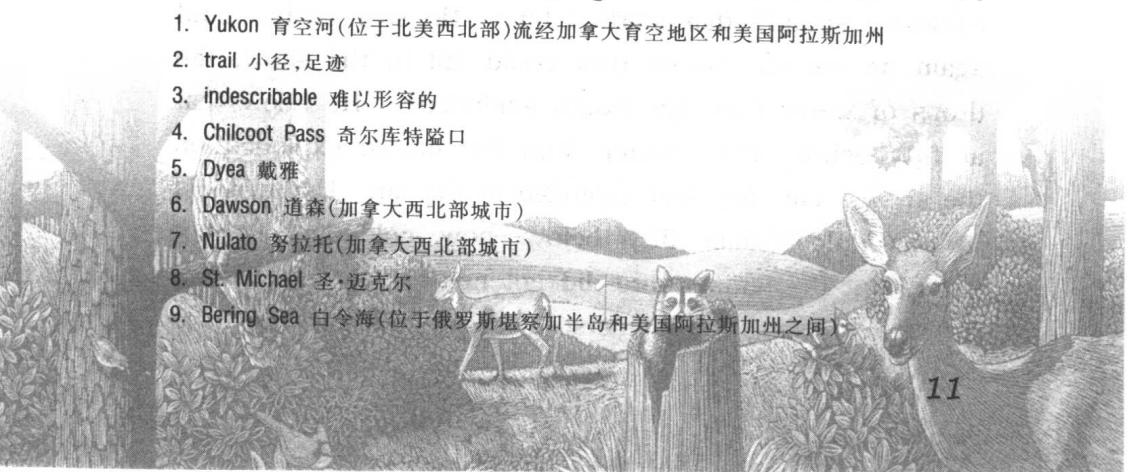 1. Yukon 育空河(位于北美西北部)流经加拿大育空地区和美国阿拉斯加州
2. trail 小径,足迹
3. indescribable 难以形容的
4. Chilcoot Pass 奇尔库特隘口
5. Dyea 戴雅
6. Dawson 道森(加拿大西北部城市)
7. Nulato 努拉托(加拿大西北部城市)
8. St. Michael 圣·迈克尔
9. Bering Sea 白令海(位于俄罗斯堪察加半岛和美国阿拉斯加州之间)
11